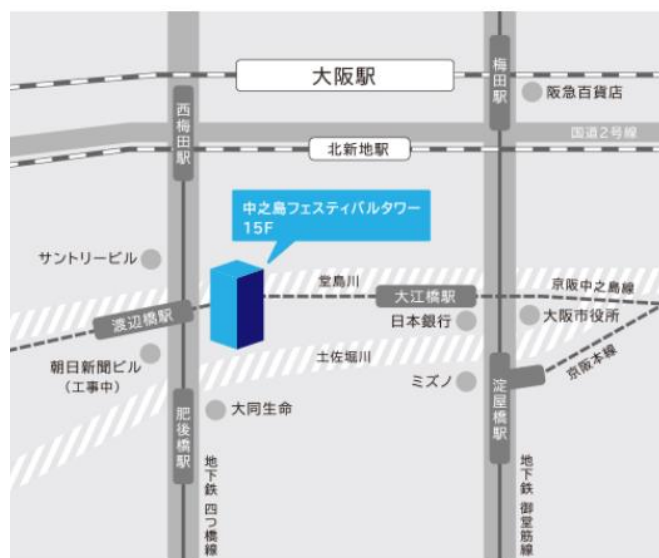 大阪駅
梅田駅
阪急百貨店
西梅田駅
国道2号線
北新地駅
中之島フェスティバルタワー
15F
サントリービル
堂島川
大江橋駅
京阪中之島線
渡辺橋駅
日本銀行
大阪市役所
朝日新聞ビル
(工事中)
土佐堀川
京阪本線
ミズノ
淀屋橋駅
肥後橋駅
大同生命
地下鉄 四つ橋線
地下鉄 御堂筋線